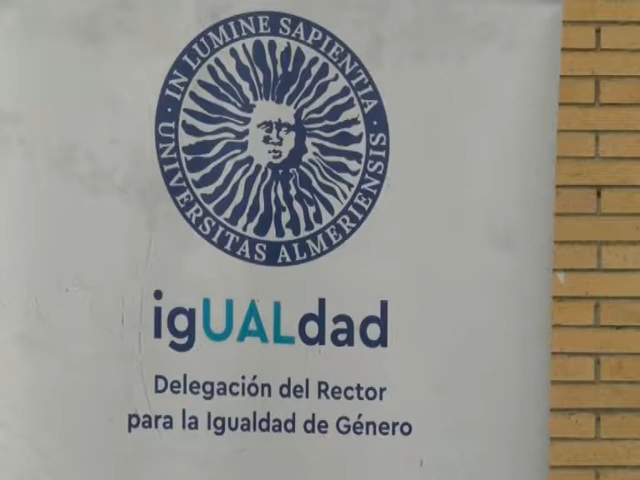 · IN LUMINE SAPIENTIA ·
UNIVERSITAS ALMERIENSIS
igUALdad
Delegación del Rector
para la Igualdad de Género